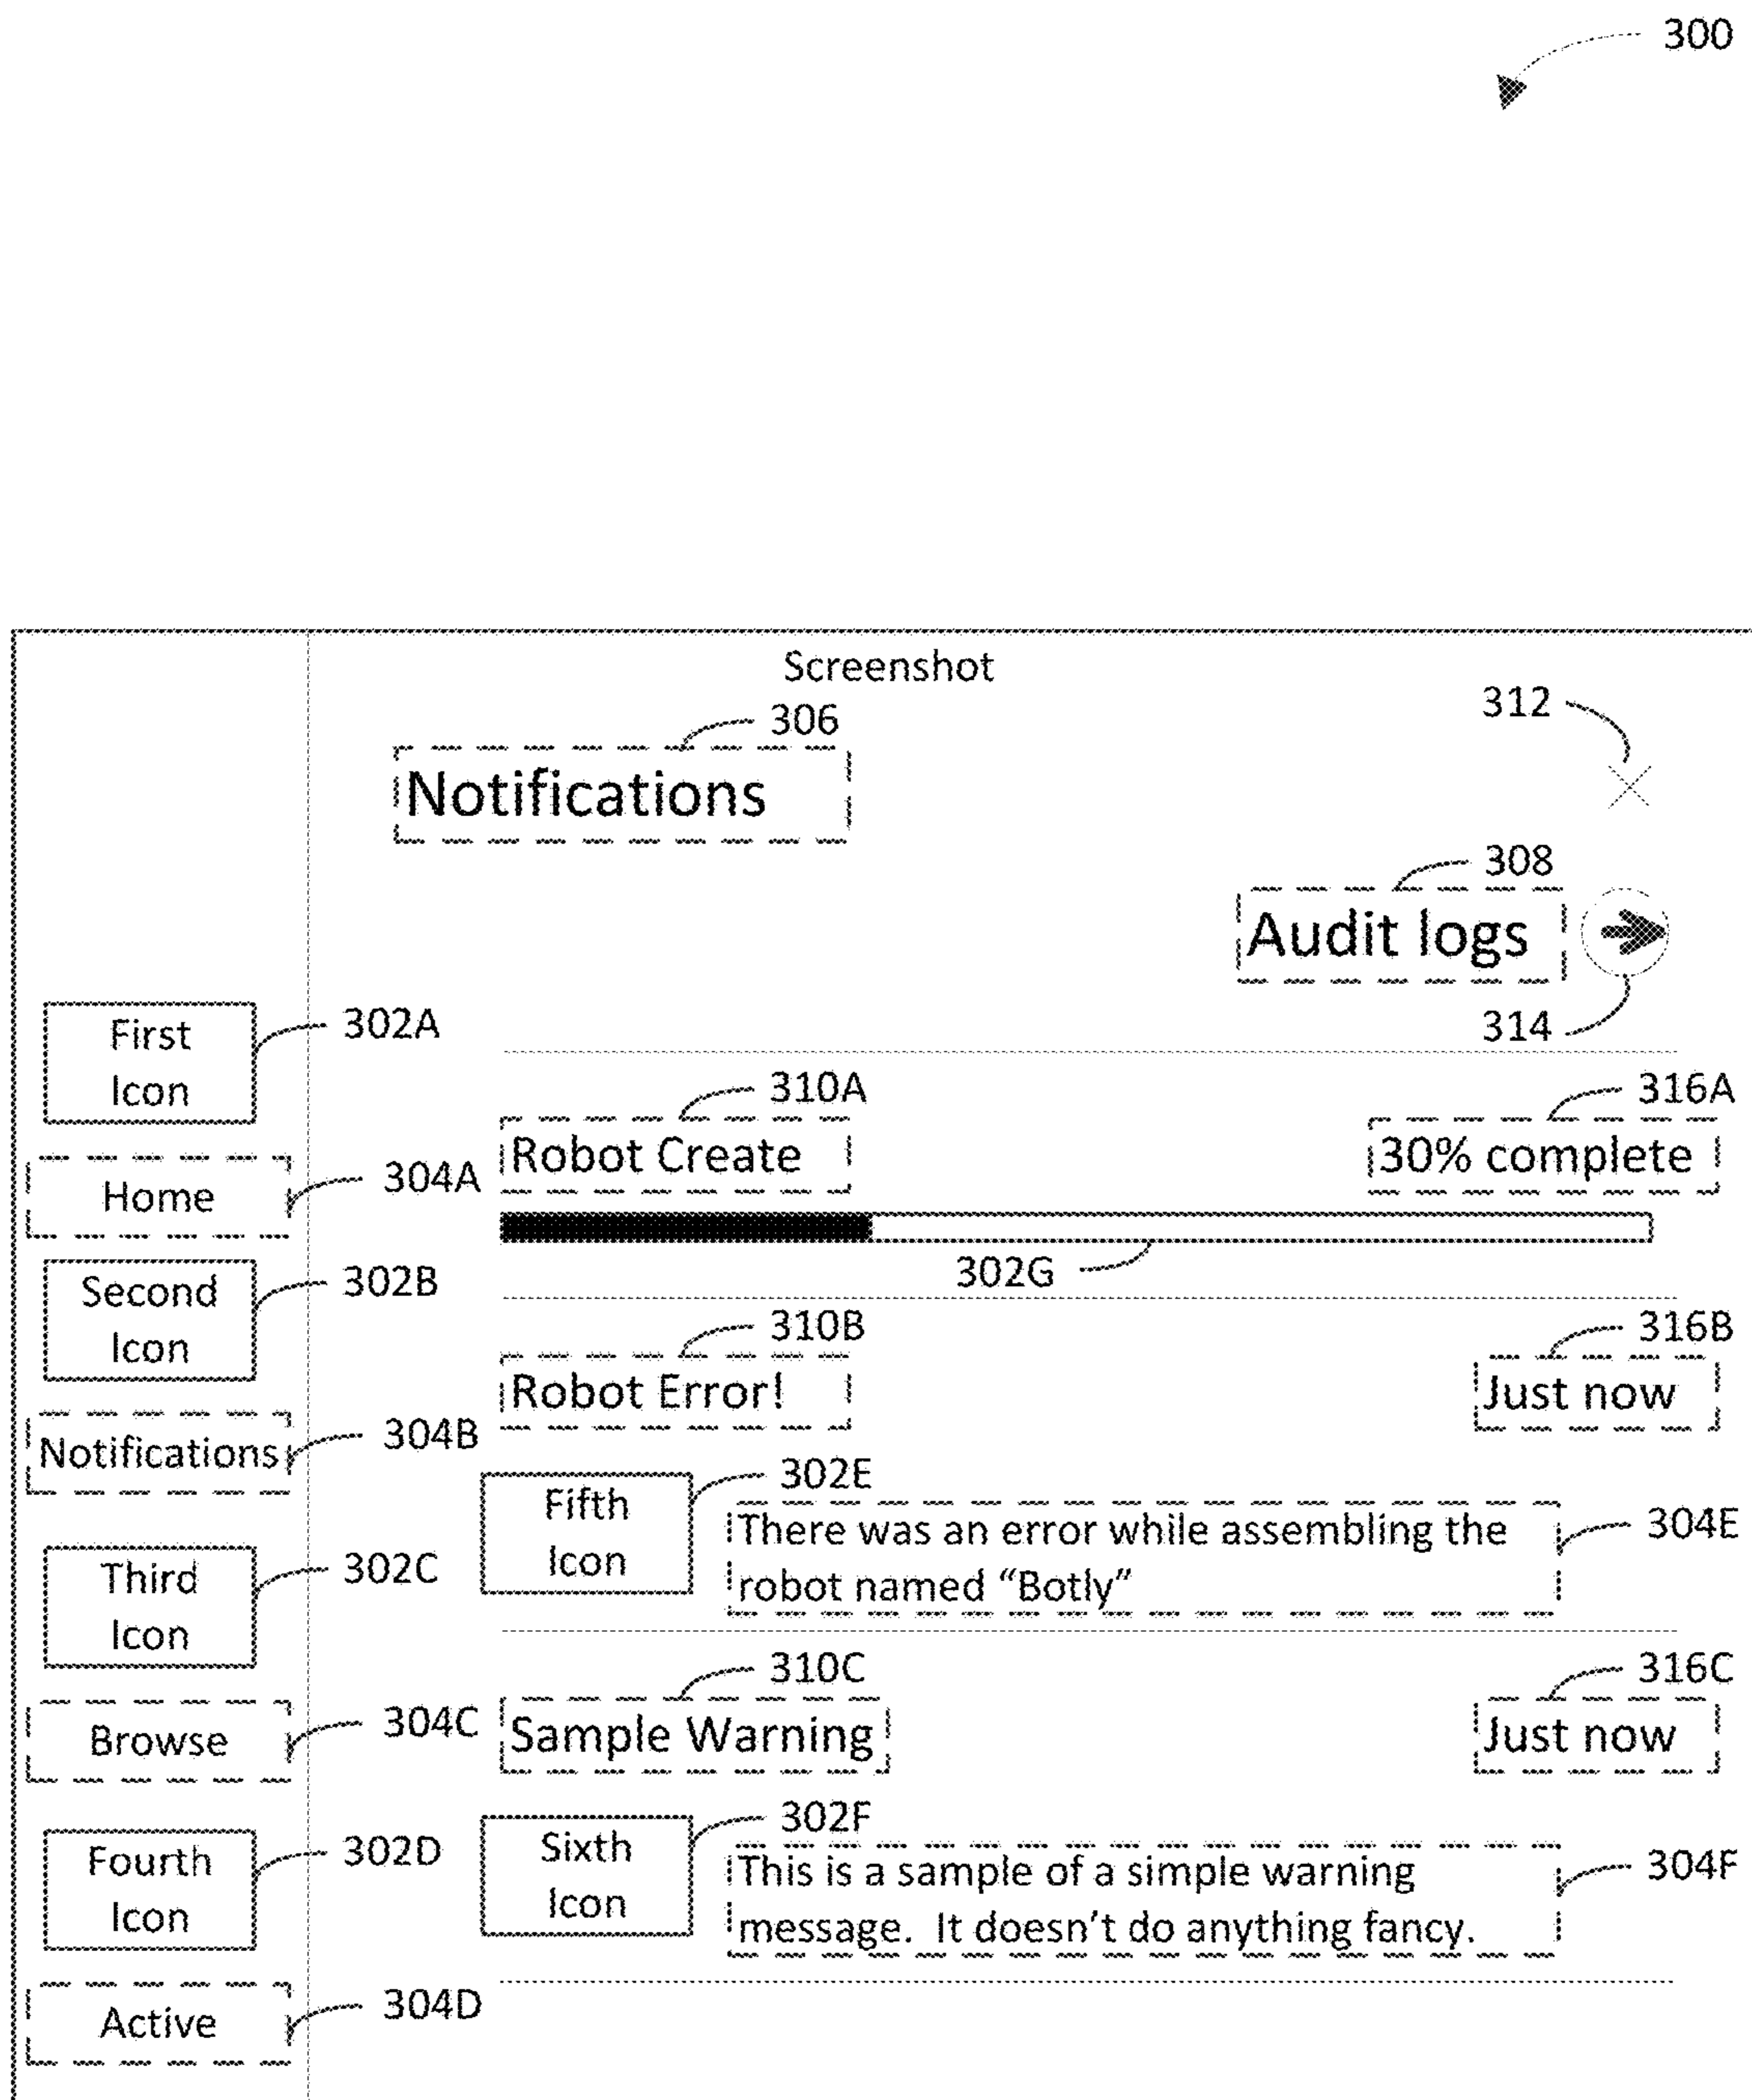 300
Screenshot
306
312
Notifications
308
Audit logs
314
First
Icon
302A
Home
304A
Second
Icon
302B
Notifications
304B
Third
Icon
302C
Browse
304C
Fourth
Icon
302D
Active
304D
310A
316A
Robot Create
30% complete
302G
310B
316B
Robot Error!
Just now
302E
Fifth
Icon
There was an error while assembling the
robot named “Botly”
304E
310C
316C
Sample Warning
Just now
302F
Sixth
Icon
This is a sample of a simple warning
message.  It doesn’t do anything fancy.
304F